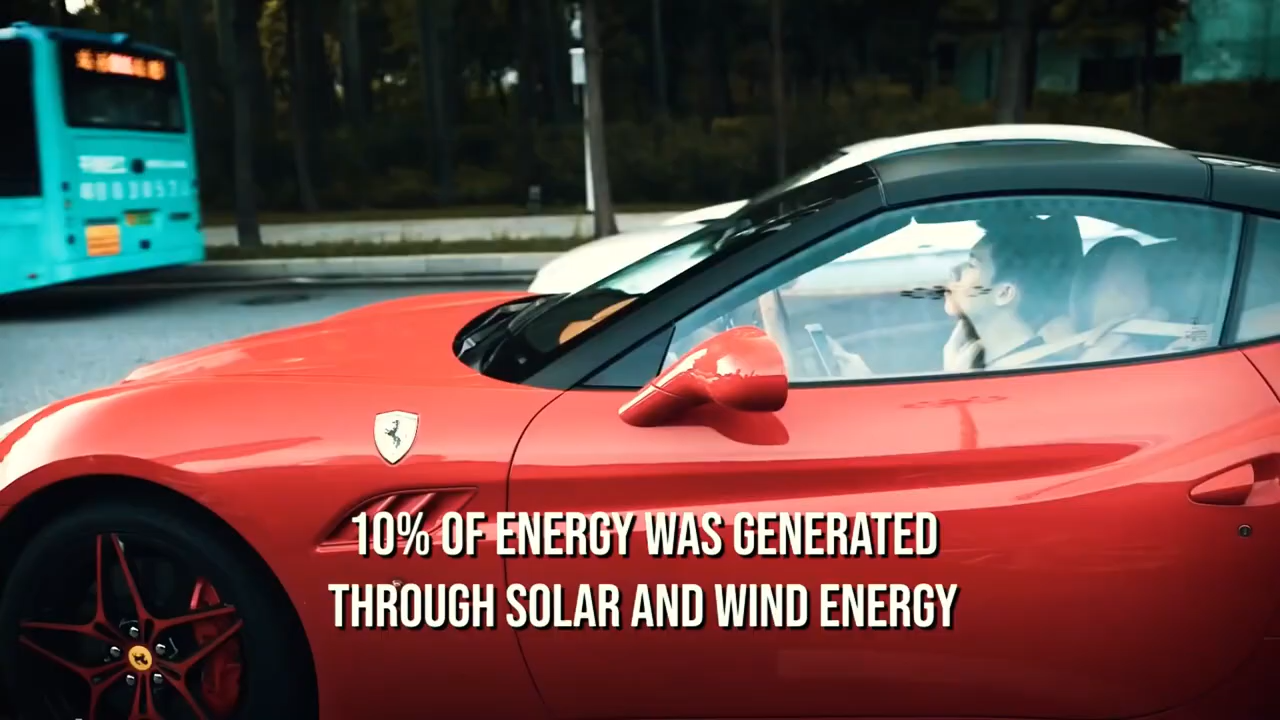 10% OF ENERGY WAS GENERATED
THROUGH SOLAR AND WIND ENERGY